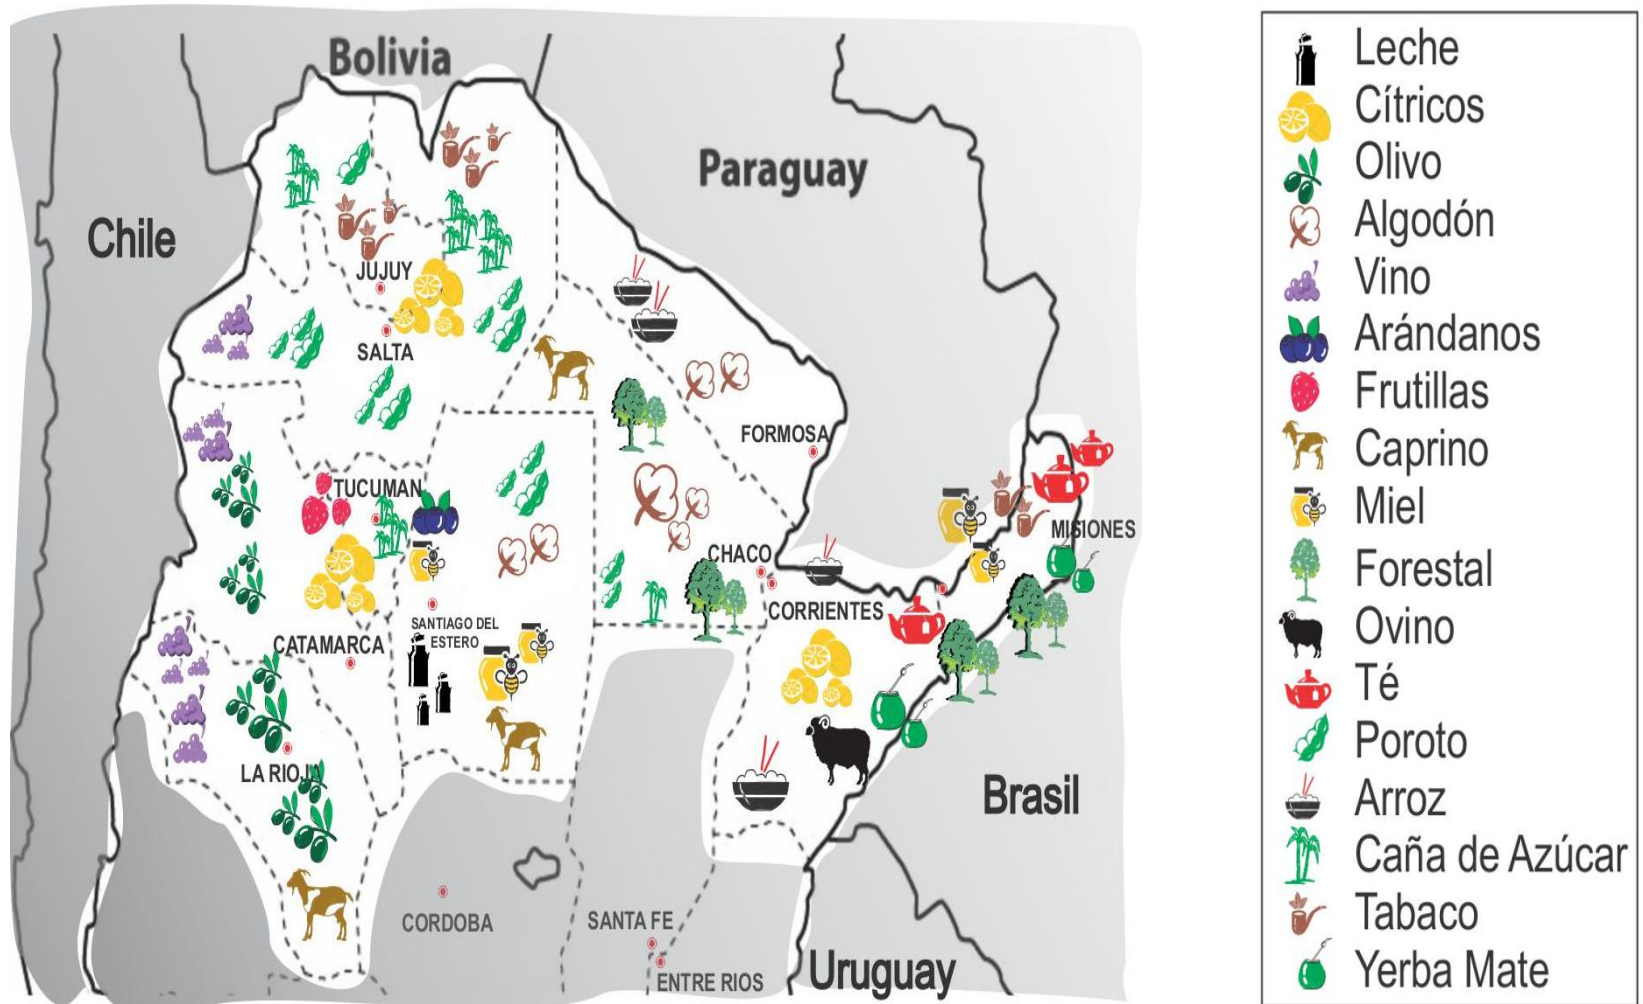 Bolivia
Paraguay
Chile
JUJUY
SALTA
FORMOSA
TUCUMAN
MISIONES
CHACO
CORRIENTES
SANTIAGO DEL
ESTERO
CATAMARCA
LA RIOJA
Brasil
CORDOBA
SANTA FE
ENTRE RIOS
Uruguay
Leche
Cítricos
Olivo
Algodón
Vino
Arándanos
Frutillas
Caprino
Miel
Forestal
Ovino
Té
Poroto
Arroz
Caña de Azúcar
Tabaco
Yerba Mate